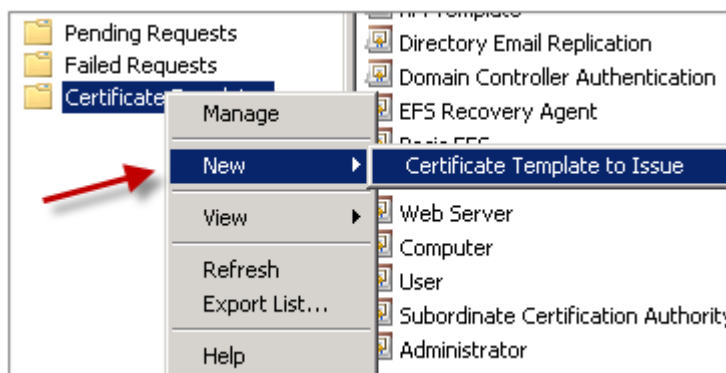 Pending Requests
Failed Requests
Certificate
Manage
New
Certificate Template to Issue
View
Refresh
Export List...
Help
Directory Email Replication
Domain Controller Authentication
EFS Recovery Agent
Web Server
Computer
User
Subordinate Certification Authority
Administrator